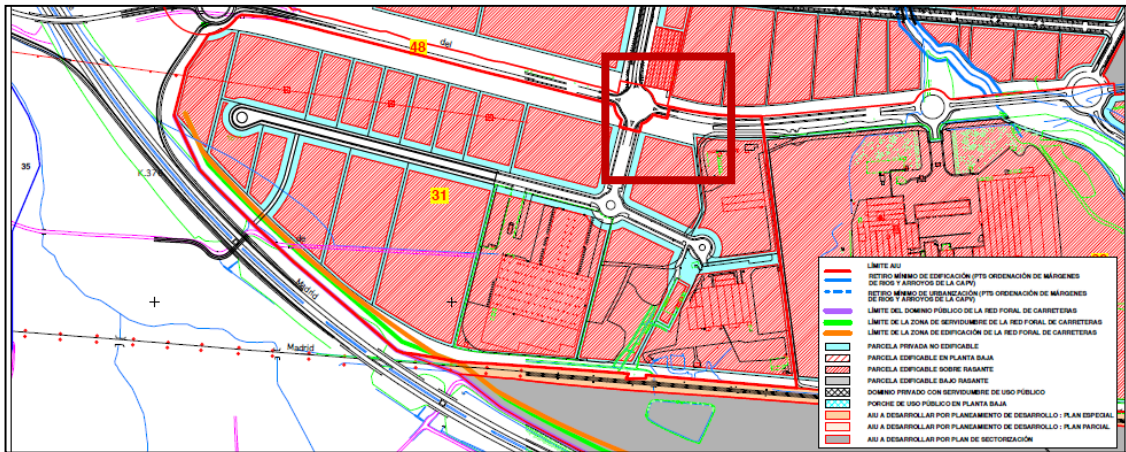 48
del
35
K.376
31
de
Madrid
Madrid
LÍMITE AIU
RETIRO MÍNIMO DE EDIFICACIÓN (PTS ORDENACIÓN DE MÁRGENES
DE RIOS Y ARROYOS DE LA CAPV)
RETIRO MÍNIMO DE URBANIZACIÓN (PTS ORDENACIÓN DE MÁRGENES
DE RIOS Y ARROYOS DE LA CAPV)
LÍMITE DEL DOMINIO PÚBLICO DE LA RED FORAL DE CARRETERAS
LÍMITE DE LA ZONA DE SERVIDUMBRE DE LA RED FORAL DE CARRETERAS
LÍMITE DE LA ZONA DE EDIFICACIÓN DE LA RED FORAL DE CARRETERAS
PARCELA PRIVADA NO EDIFICABLE
PARCELA EDIFICABLE EN PLANTA BAJA
PARCELA EDIFICABLE SOBRE RASANTE
PARCELA EDIFICABLE BAJO RASANTE
DOMINIO PRIVADO CON SERVIDUMBRE DE USO PÚBLICO
PORCHE DE USO PÚBLICO EN PLANTA BAJA
AIU A DESARROLLAR POR PLANEAMIENTO DE DESARROLLO : PLAN ESPECIAL
AIU A DESARROLLAR POR PLANEAMIENTO DE DESARROLLO : PLAN PARCIAL
AIU A DESARROLLAR POR PLAN DE SECTORIZACIÓN